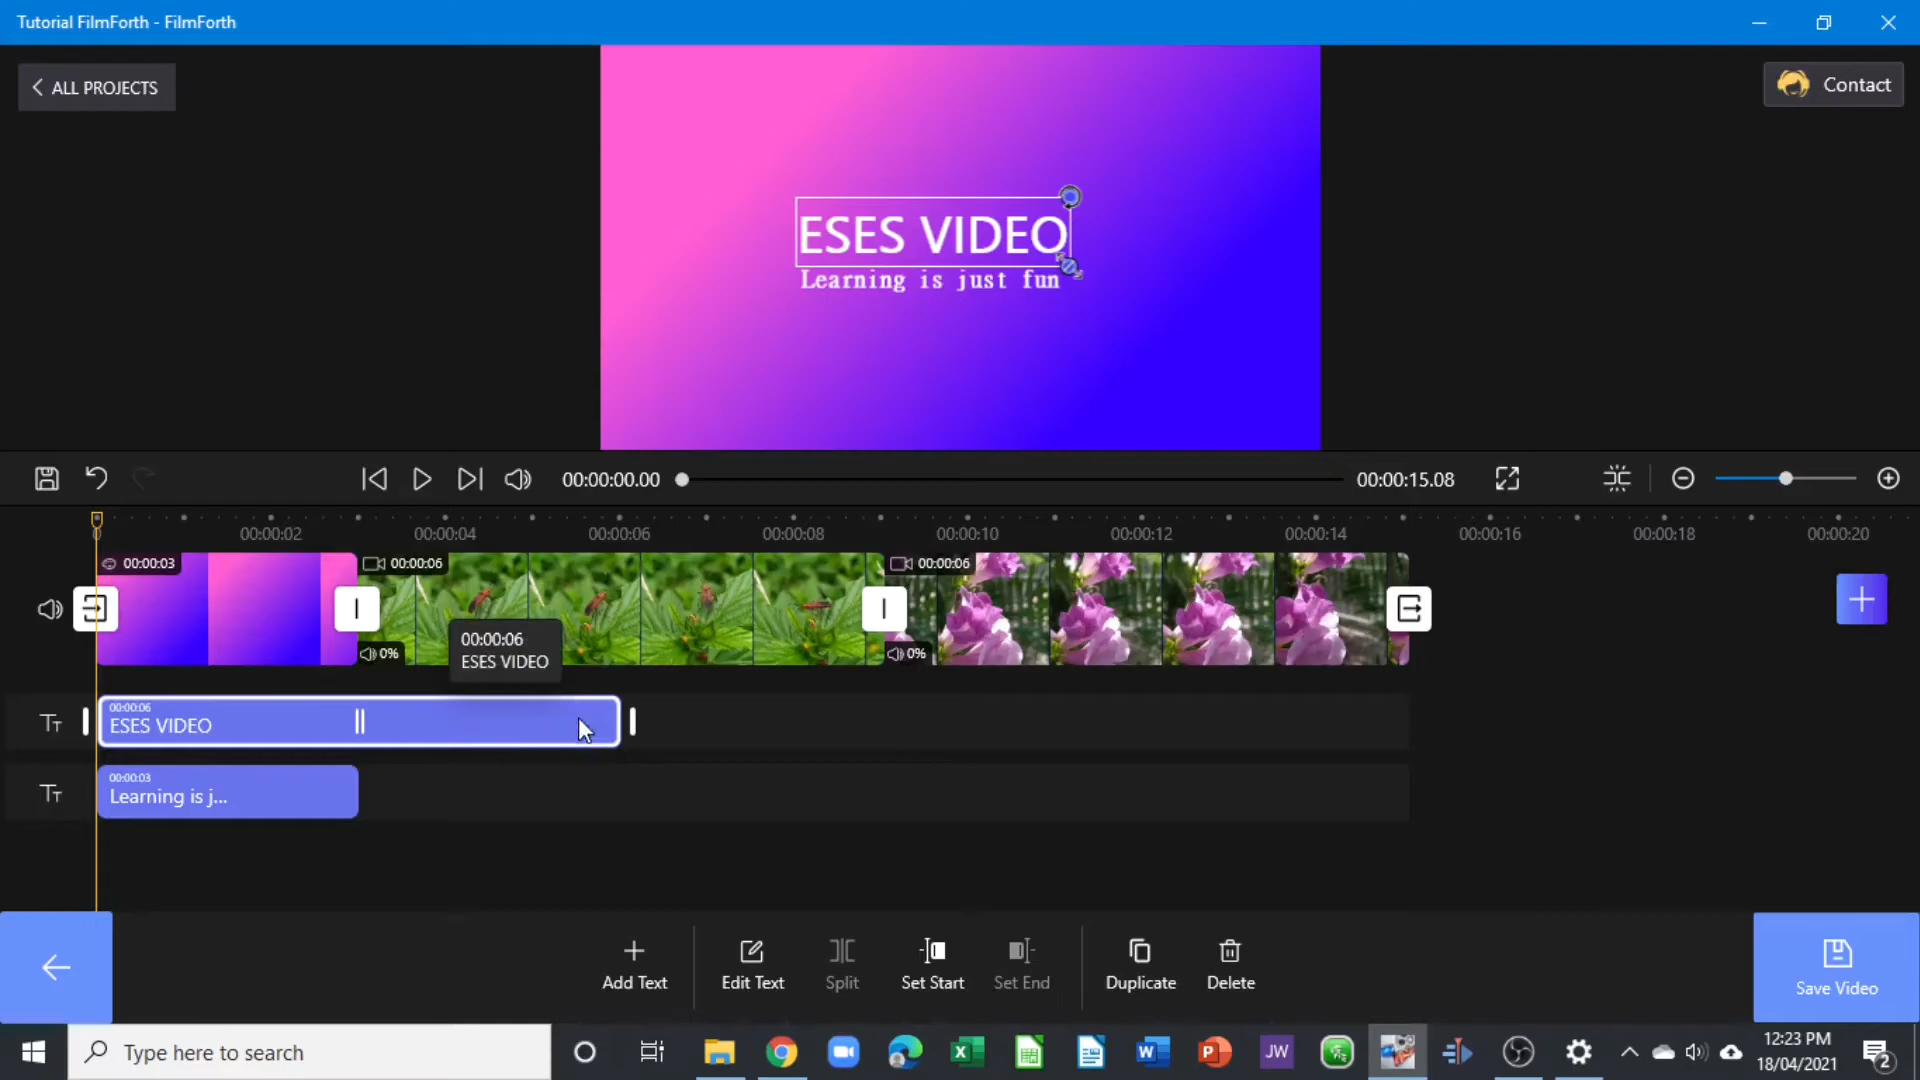 Tutorial FilmForth - FilmForth
ALL PROJECTS
Contact
ESES VIDEO
Learning is just fun
00:00:00.00
00:00:15.08
0
00:00:02
00:00:04
00:00:06
00:00:08
00:00:10
00:00:12
00:00:14
00:00:16
00:00:18
00:00:20
00:00:03
00:00:06
00:00:06
0%
0%
00:00:06
ESES VIDEO
TT
00:00:06
ESES VIDEO
TT
00:00:03
Learning is j...
Add Text
Edit Text
Split
Set Start
Set End
Duplicate
Delete
Save Video
Type here to search
X
W
P
JW
12:23 PM
18/04/2021
2